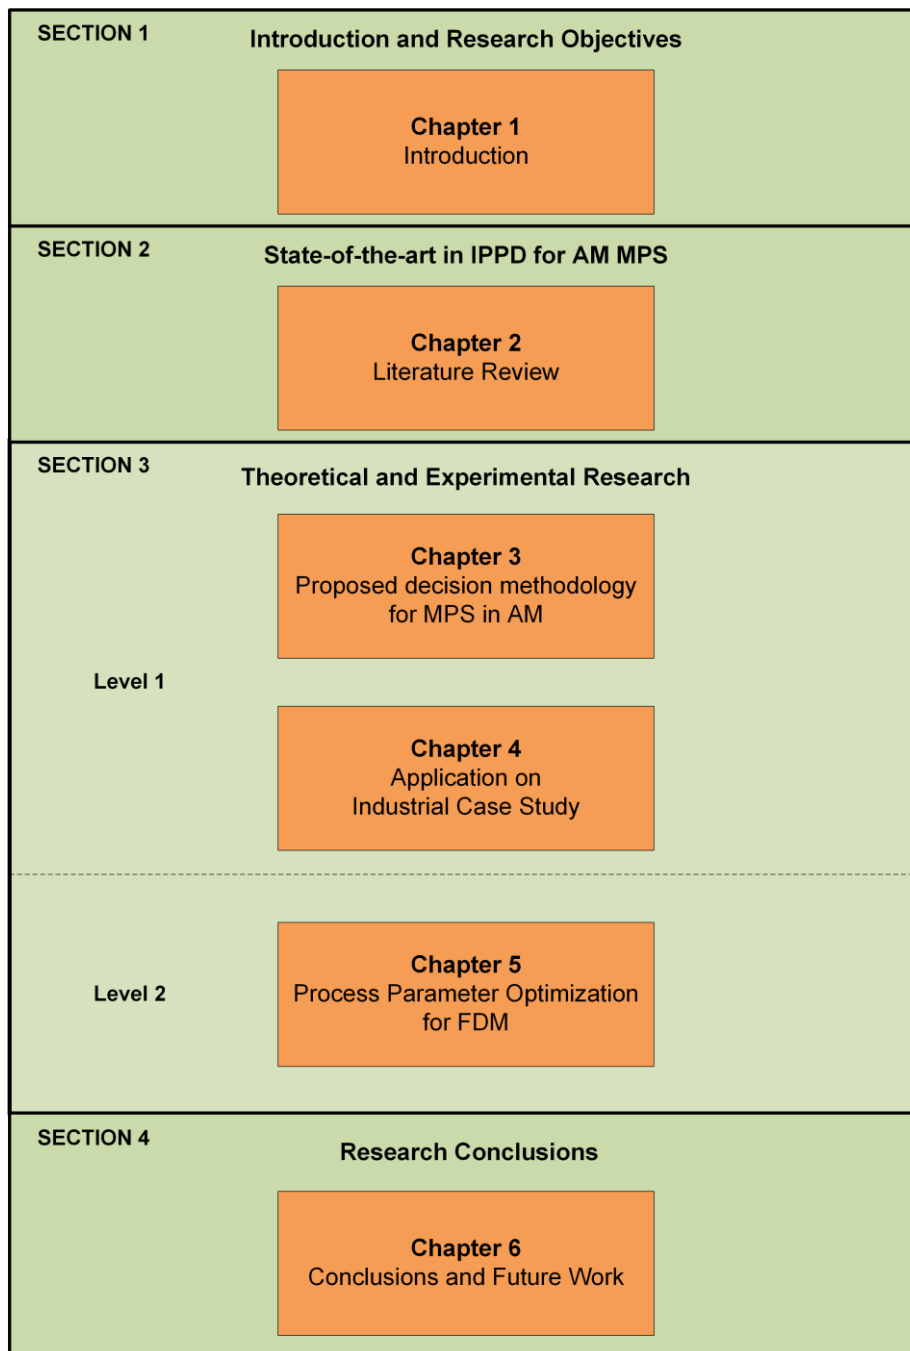 SECTION 1
Introduction and Research Objectives
Chapter 1
Introduction
SECTION 2
State-of-the-art in IPPD for AM MPS
Chapter 2
Literature Review
SECTION 3
Theoretical and Experimental Research
Chapter 3
Proposed decision methodology
for MPS in AM
Level 1
Chapter 4
Application on
Industrial Case Study
Chapter 5
Level 2
Process Parameter Optimization
for FDM
SECTION 4
Research Conclusions
Chapter 6
Conclusions and Future Work